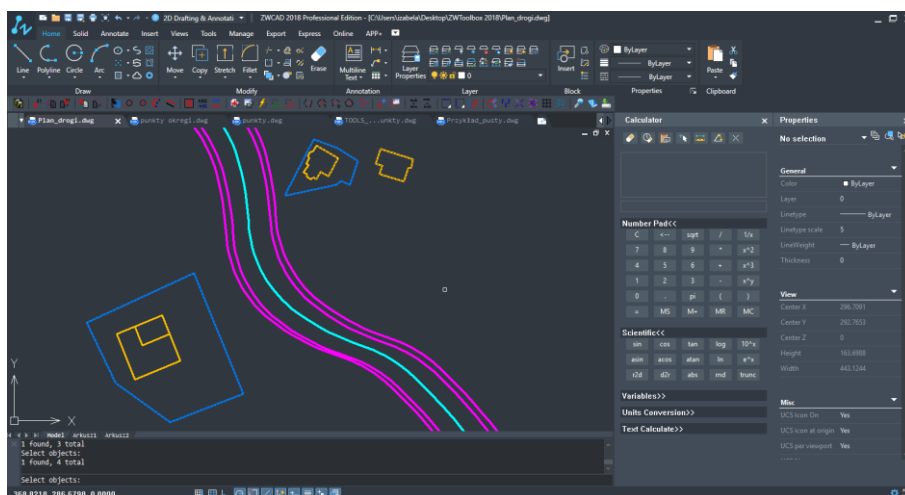 2D Drafting & Annotati ZWCAD 2018 Professional Edition - [C:\Users\izabela\Desktop\ZWToolbox 2018\Plan_drogi.dwg]
Home Solid Annotate Insert Views Tools Manage Export Express Online APP+
Line Polyline Circle Arc Move Copy Stretch Fillet Erase Multiline Text Layer Properties Insert Paste
ByLayer
ByLayer
ByLayer
0
Draw Modify Annotation Layer Block Properties Clipboard
Plan_drogi.dwg punkty okregi.dwg punkty.dwg TOOLS_...unkty.dwg Przyklad_pusty.dwg
Calculator
Number Pad<<
C <-- sqrt / 1/x
7 8 9 * x^2
4 5 6 + x^3
1 2 3 - x^y
0 . pi ( )
= MS M+ MR MC
Scientific<<
sin cos tan log 10^x
asin acos atan ln e^x
r2d d2r abs rnd trunc
Variables>>
Units Conversion>>
Text Calculate>>
Properties
No selection
General
Color ByLayer
Layer 0
Linetype ByLayer
Linetype scale 5
LineWeight ByLayer
Thickness 0
View
Center X 296.7091
Center Y 292.7653
Center Z 0
Height 163.6908
Width 443.1244
Misc
UCS Icon On Yes
UCS icon at origin Yes
UCS per viewport Yes
Y
X
Model Arkusz1 Arkusz2
1 found, 3 total
Select objects:
1 found, 4 total
Select objects: